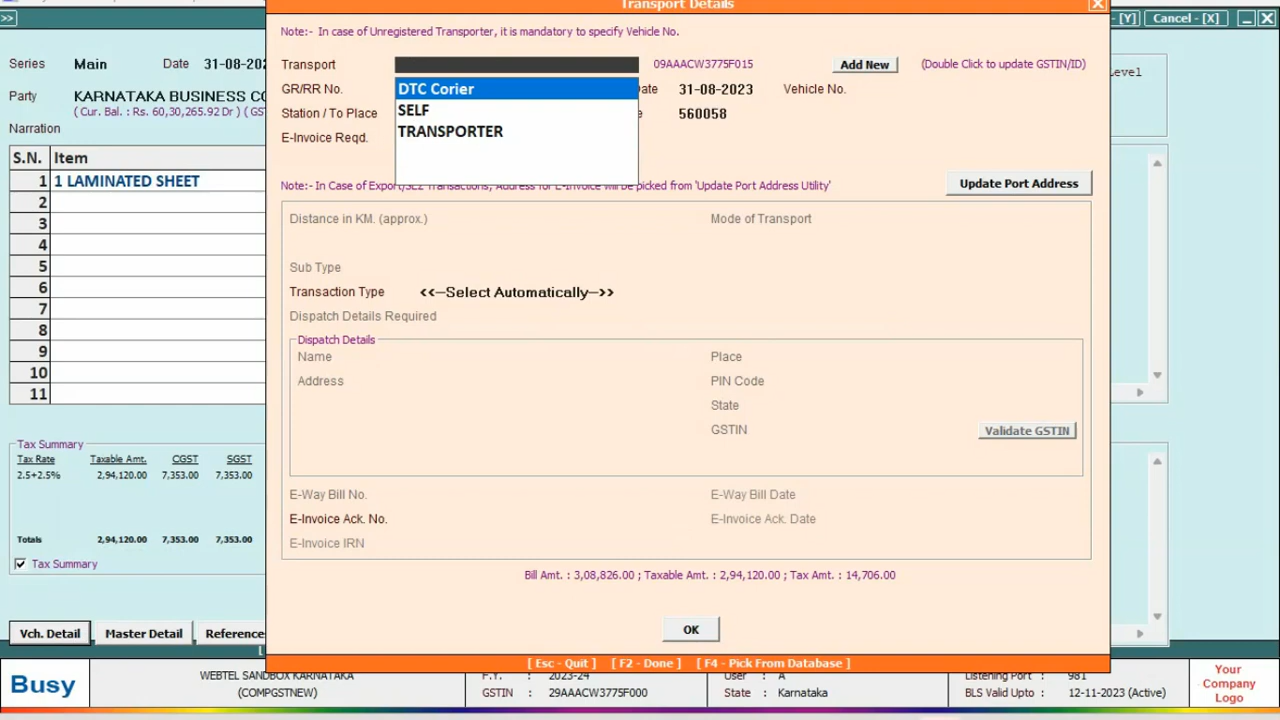 Transport Details
>>
- [Y]
Cancel - [X]
Note:- In case of Unregistered Transporter, it is mandatory to specify Vehicle No.
Series Main Date 31-08-202
Transport 09AAACW3775F015 Add New (Double Click to update GSTIN/ID)
Level
GR/RR No. DTC Corier Date 31-08-2023 Vehicle No.
Party KARNATAKA BUSINESS CO
( Cur. Bal. : Rs. 60,30,265.92 Dr ) ( GS
Station / To Place SELF e 560058
Narration
E-Invoice Reqd. TRANSPORTER
S.N. Item
1 1 LAMINATED SHEET
2
3
4
5
6
7
8
9
10
11
Note:- In Case of Export/SEZ Transactions, Address for E-Invoice will be picked from 'Update Port Address Utility'
Update Port Address
Distance in KM. (approx.) Mode of Transport
Sub Type
Transaction Type <<--Select Automatically-->>
Dispatch Details Required
Dispatch Details
Name Place
Address PIN Code
State
GSTIN Validate GSTIN
Tax Summary
Tax Rate Taxable Amt. CGST SGST
2.5+2.5% 2,94,120.00 7,353.00 7,353.00
Totals 2,94,120.00 7,353.00 7,353.00
Tax Summary
E-Way Bill No. E-Way Bill Date
E-Invoice Ack. No. E-Invoice Ack. Date
E-Invoice IRN
Bill Amt. : 3,08,826.00 ; Taxable Amt. : 2,94,120.00 ; Tax Amt. : 14,706.00
OK
Vch. Detail Master Detail Reference
[
[ Esc - Quit ] [ F2 - Done ] [ F4 - Pick From Database ]
Busy
WEBTEL SANDBOX KARNATAKA
(COMPGSTNEW)
F.Y. : 2023-24
GSTIN : 29AAACW3775F000
User : A
State : Karnataka
Listening Port : 981
BLS Valid Upto : 12-11-2023 (Active)
Your
Company
Logo